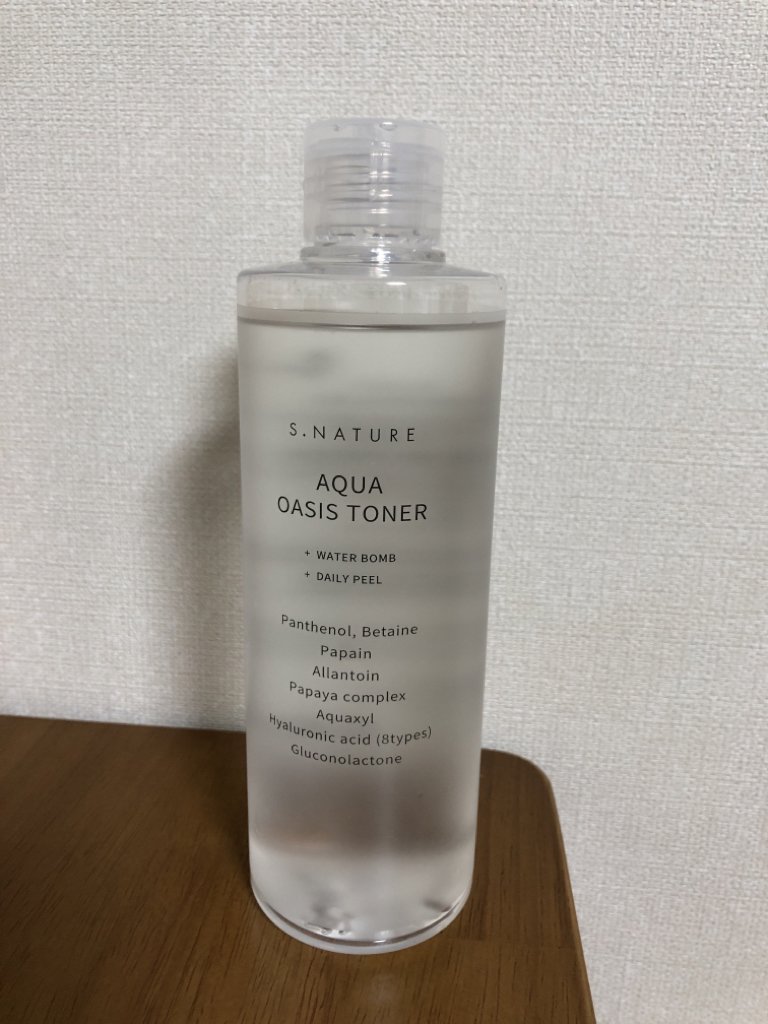 S.NATURE
AQUA
OASIS TONER
+ WATER BOMB
+ DAILY PEEL
Panthenol, Betaine
Papain
Allantoin
Papaya complex
Aquaxyl
Hyaluronic acid (8types)
Gluconolactone